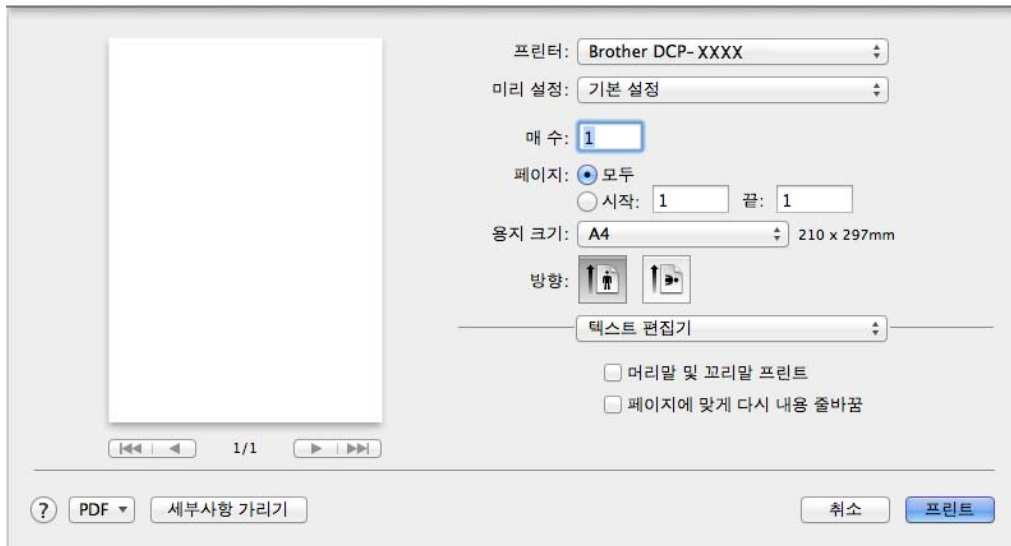 프린터: Brother DCP-XXXX
미리 설정: 기본 설정
매 수: 1
페이지: 모두
시작: 1 끝: 1
용지 크기: A4 210 x 297mm
방향:
텍스트 편집기
머리말 및 꼬리말 프린트
페이지에 맞게 다시 내용 줄바꿈
1/1
? PDF 세부사항 가리기 취소 프린트